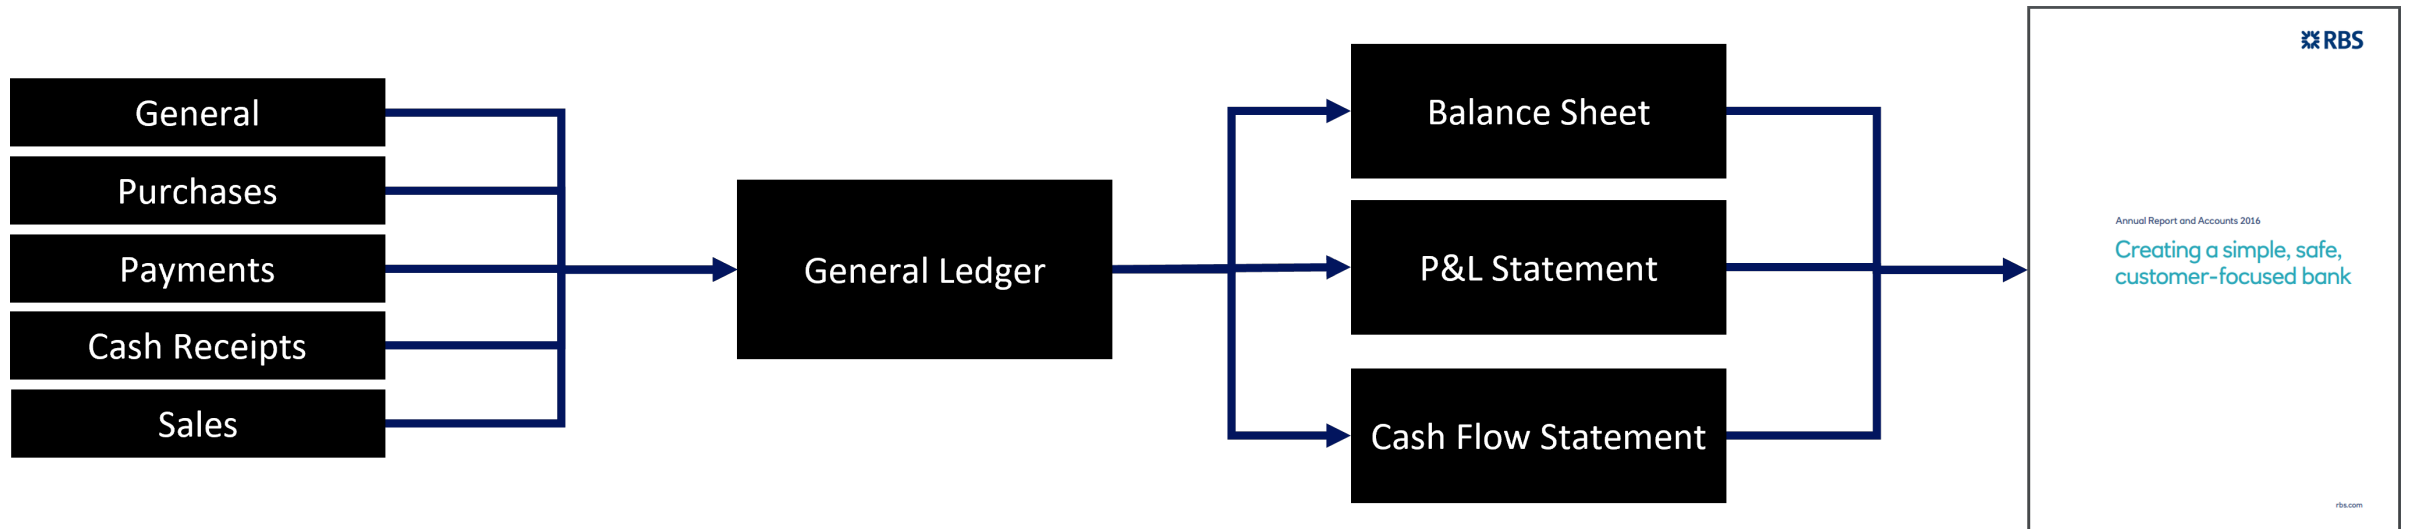 General
Purchases
Payments
Cash Receipts
Sales
General Ledger
Balance Sheet
P&L Statement
Cash Flow Statement
RBS
Annual Report and Accounts 2016
Creating a simple, safe,
customer-focused bank
rbs.com